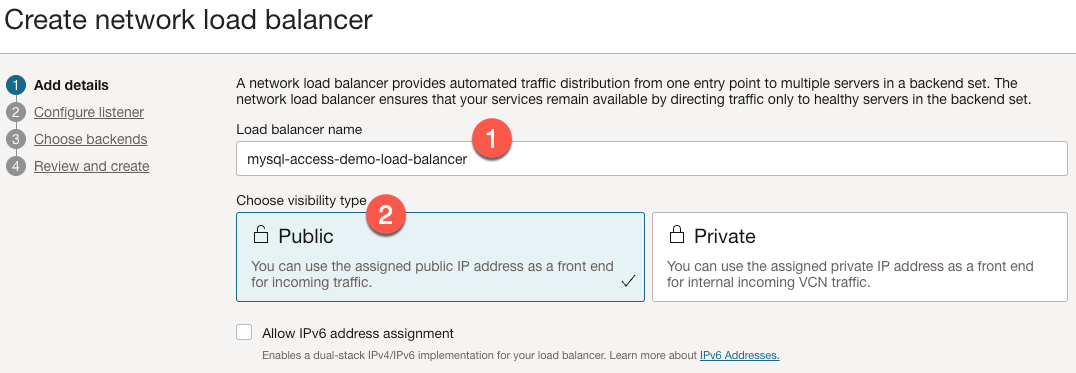 Create network load balancer
1 Add details
2 Configure listener
3 Choose backends
4 Review and create
A network load balancer provides automated traffic distribution from one entry point to multiple servers in a backend set. The
network load balancer ensures that your services remain available by directing traffic only to healthy servers in the backend set.
Load balancer name
1
mysql-access-demo-load-balancer
Choose visibility type
2
Public
You can use the assigned public IP address as a front end
for incoming traffic.
Private
You can use the assigned private IP address as a front end
for internal incoming VCN traffic.
Allow IPv6 address assignment
Enables a dual-stack IPv4/IPv6 implementation for your load balancer. Learn more about IPv6 Addresses.